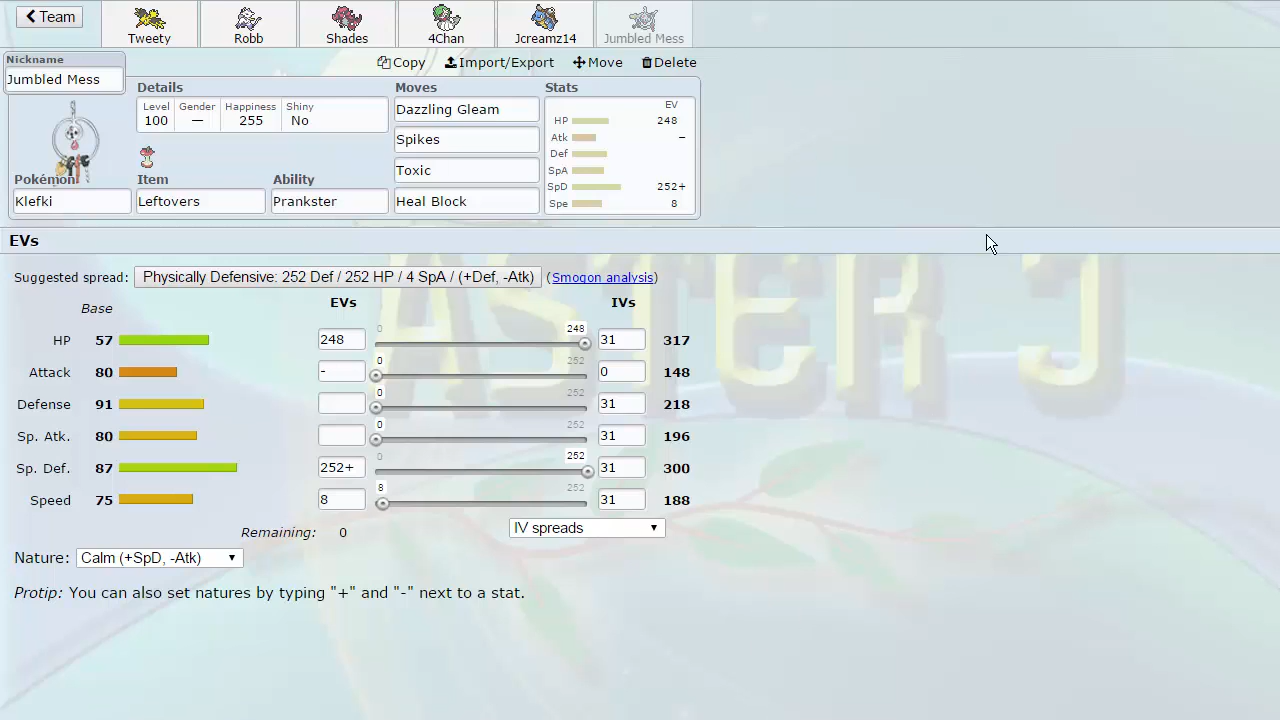 Team
Tweety
Robb
Shades
4Chan
Jcreamz14
Jumbled Mess
Nickname
Jumbled Mess
Copy
Import/Export
Move
Delete
Details
Level
100
Gender
—
Happiness
255
Shiny
No
Pokémon
Klefki
Item
Leftovers
Ability
Prankster
Moves
Dazzling Gleam
Spikes
Toxic
Heal Block
Stats
EV
HP 248
Atk –
Def
SpA
SpD 252+
Spe 8
EVs
Suggested spread: Physically Defensive: 252 Def / 252 HP / 4 SpA / (+Def, -Atk) (Smogon analysis)
Base EVs IVs
HP 57 248 0 248 31 317
Attack 80 - 0 252 0 148
Defense 91 0 252 31 218
Sp. Atk. 80 0 252 31 196
Sp. Def. 87 252+ 0 252 31 300
Speed 75 8 8 252 31 188
Remaining: 0 IV spreads
Nature: Calm (+SpD, -Atk)
Protip: You can also set natures by typing "+" and "-" next to a stat.